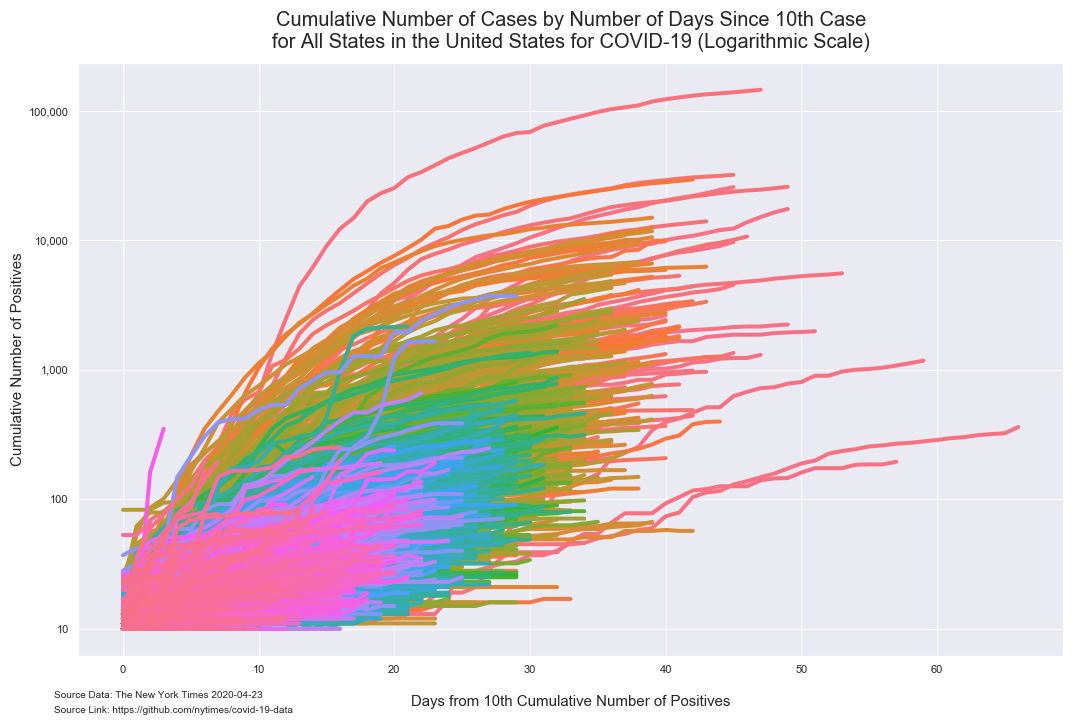 Cumulative Number of Cases by Number of Days Since 10th Case
for All States in the United States for COVID-19 (Logarithmic Scale)
100,000
10,000
1,000
100
10
Cumulative Number of Positives
0 10 20 30 40 50 60
Days from 10th Cumulative Number of Positives
Source Data: The New York Times 2020-04-23
Source Link: https://github.com/nytimes/covid-19-data